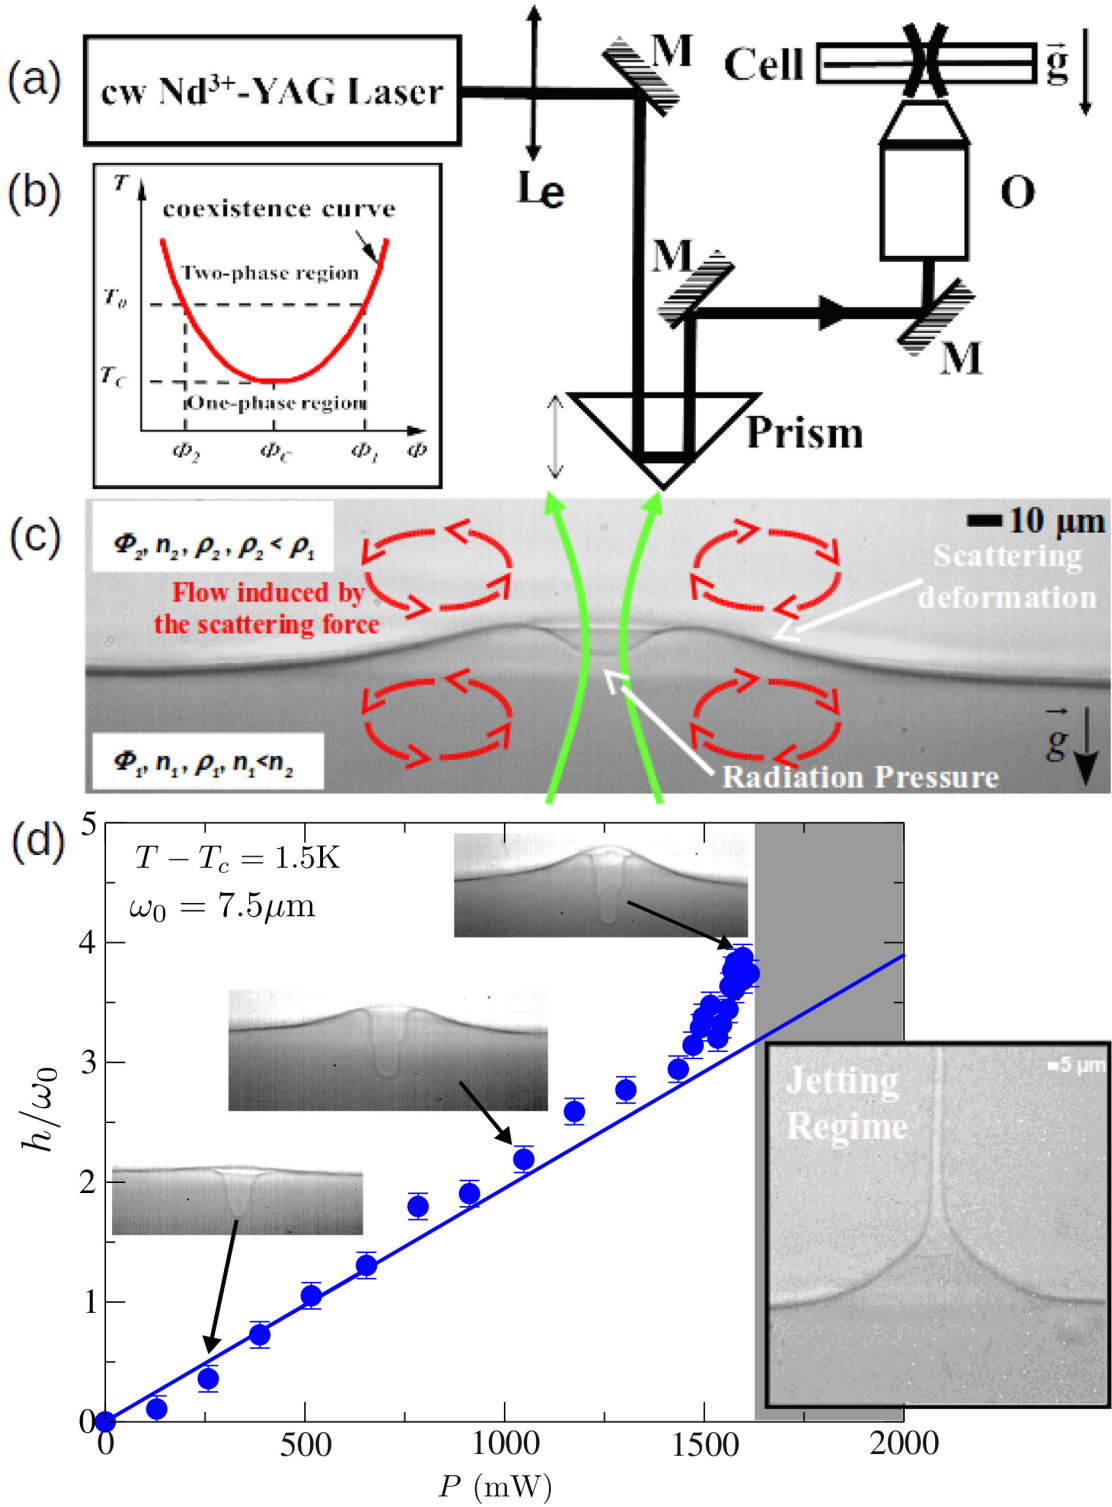 (a)
cw Nd³⁺-YAG Laser
Le
M
Cell
g
O
M
M
Prism
(b)
T
coexistence curve
Two-phase region
T₀
T_C
One-phase region
Φ₂
Φ_C
Φ₁
Φ
(c)
Φ₂, n₂, ρ₂, ρ₂ < ρ₁
10 µm
Flow induced by
the scattering force
Scattering
deformation
Φ₁, n₁, ρ₁, n₁<n₂
Radiation Pressure
g
(d)
T − T_c = 1.5K
ω₀ = 7.5µm
h/ω₀
5
4
3
2
1
0
Jetting
Regime
5 µm
0
500
1000
1500
2000
P (mW)